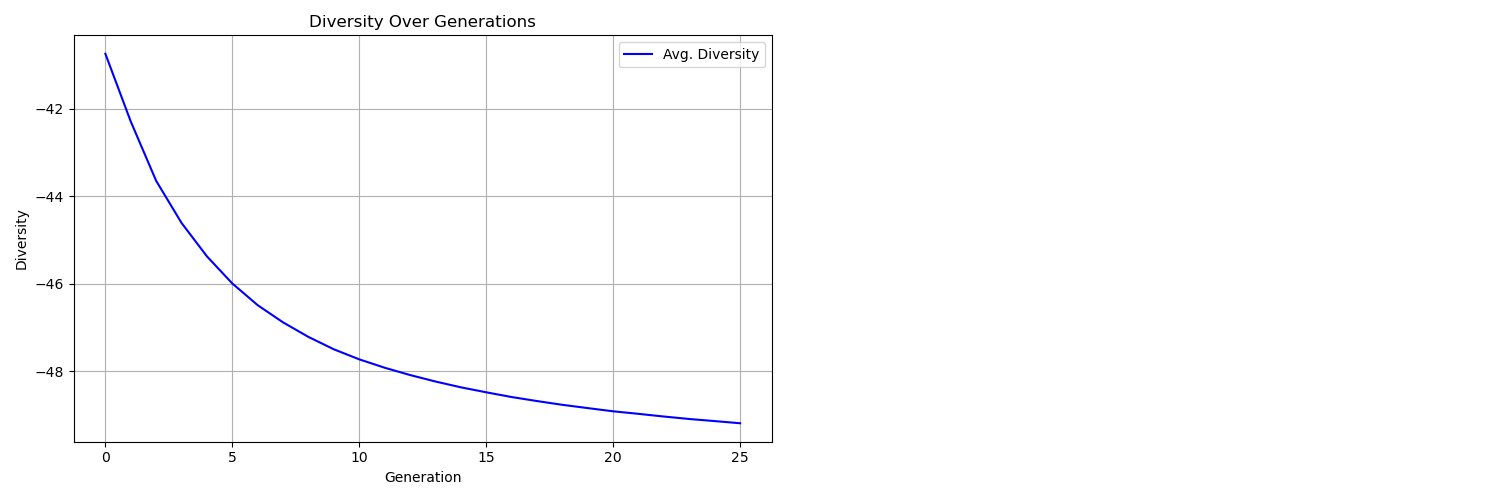 Diversity Over Generations
Avg. Diversity
−42
−44
−46
−48
Diversity
0 5 10 15 20 25
Generation